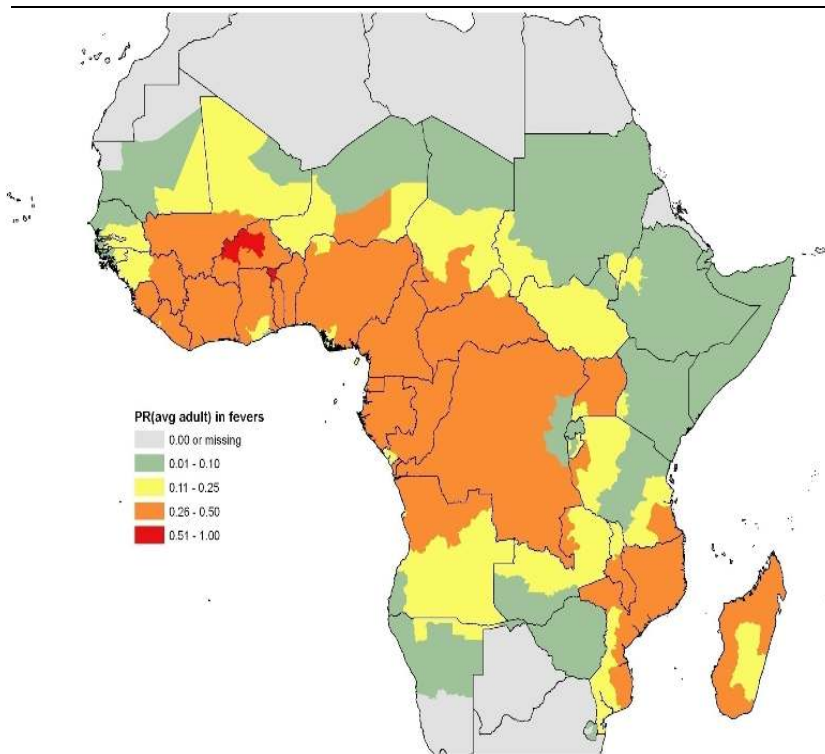 PR(avg adult) in fevers
0.00 or missing
0.01 - 0.10
0.11 - 0.25
0.26 - 0.50
0.51 - 1.00